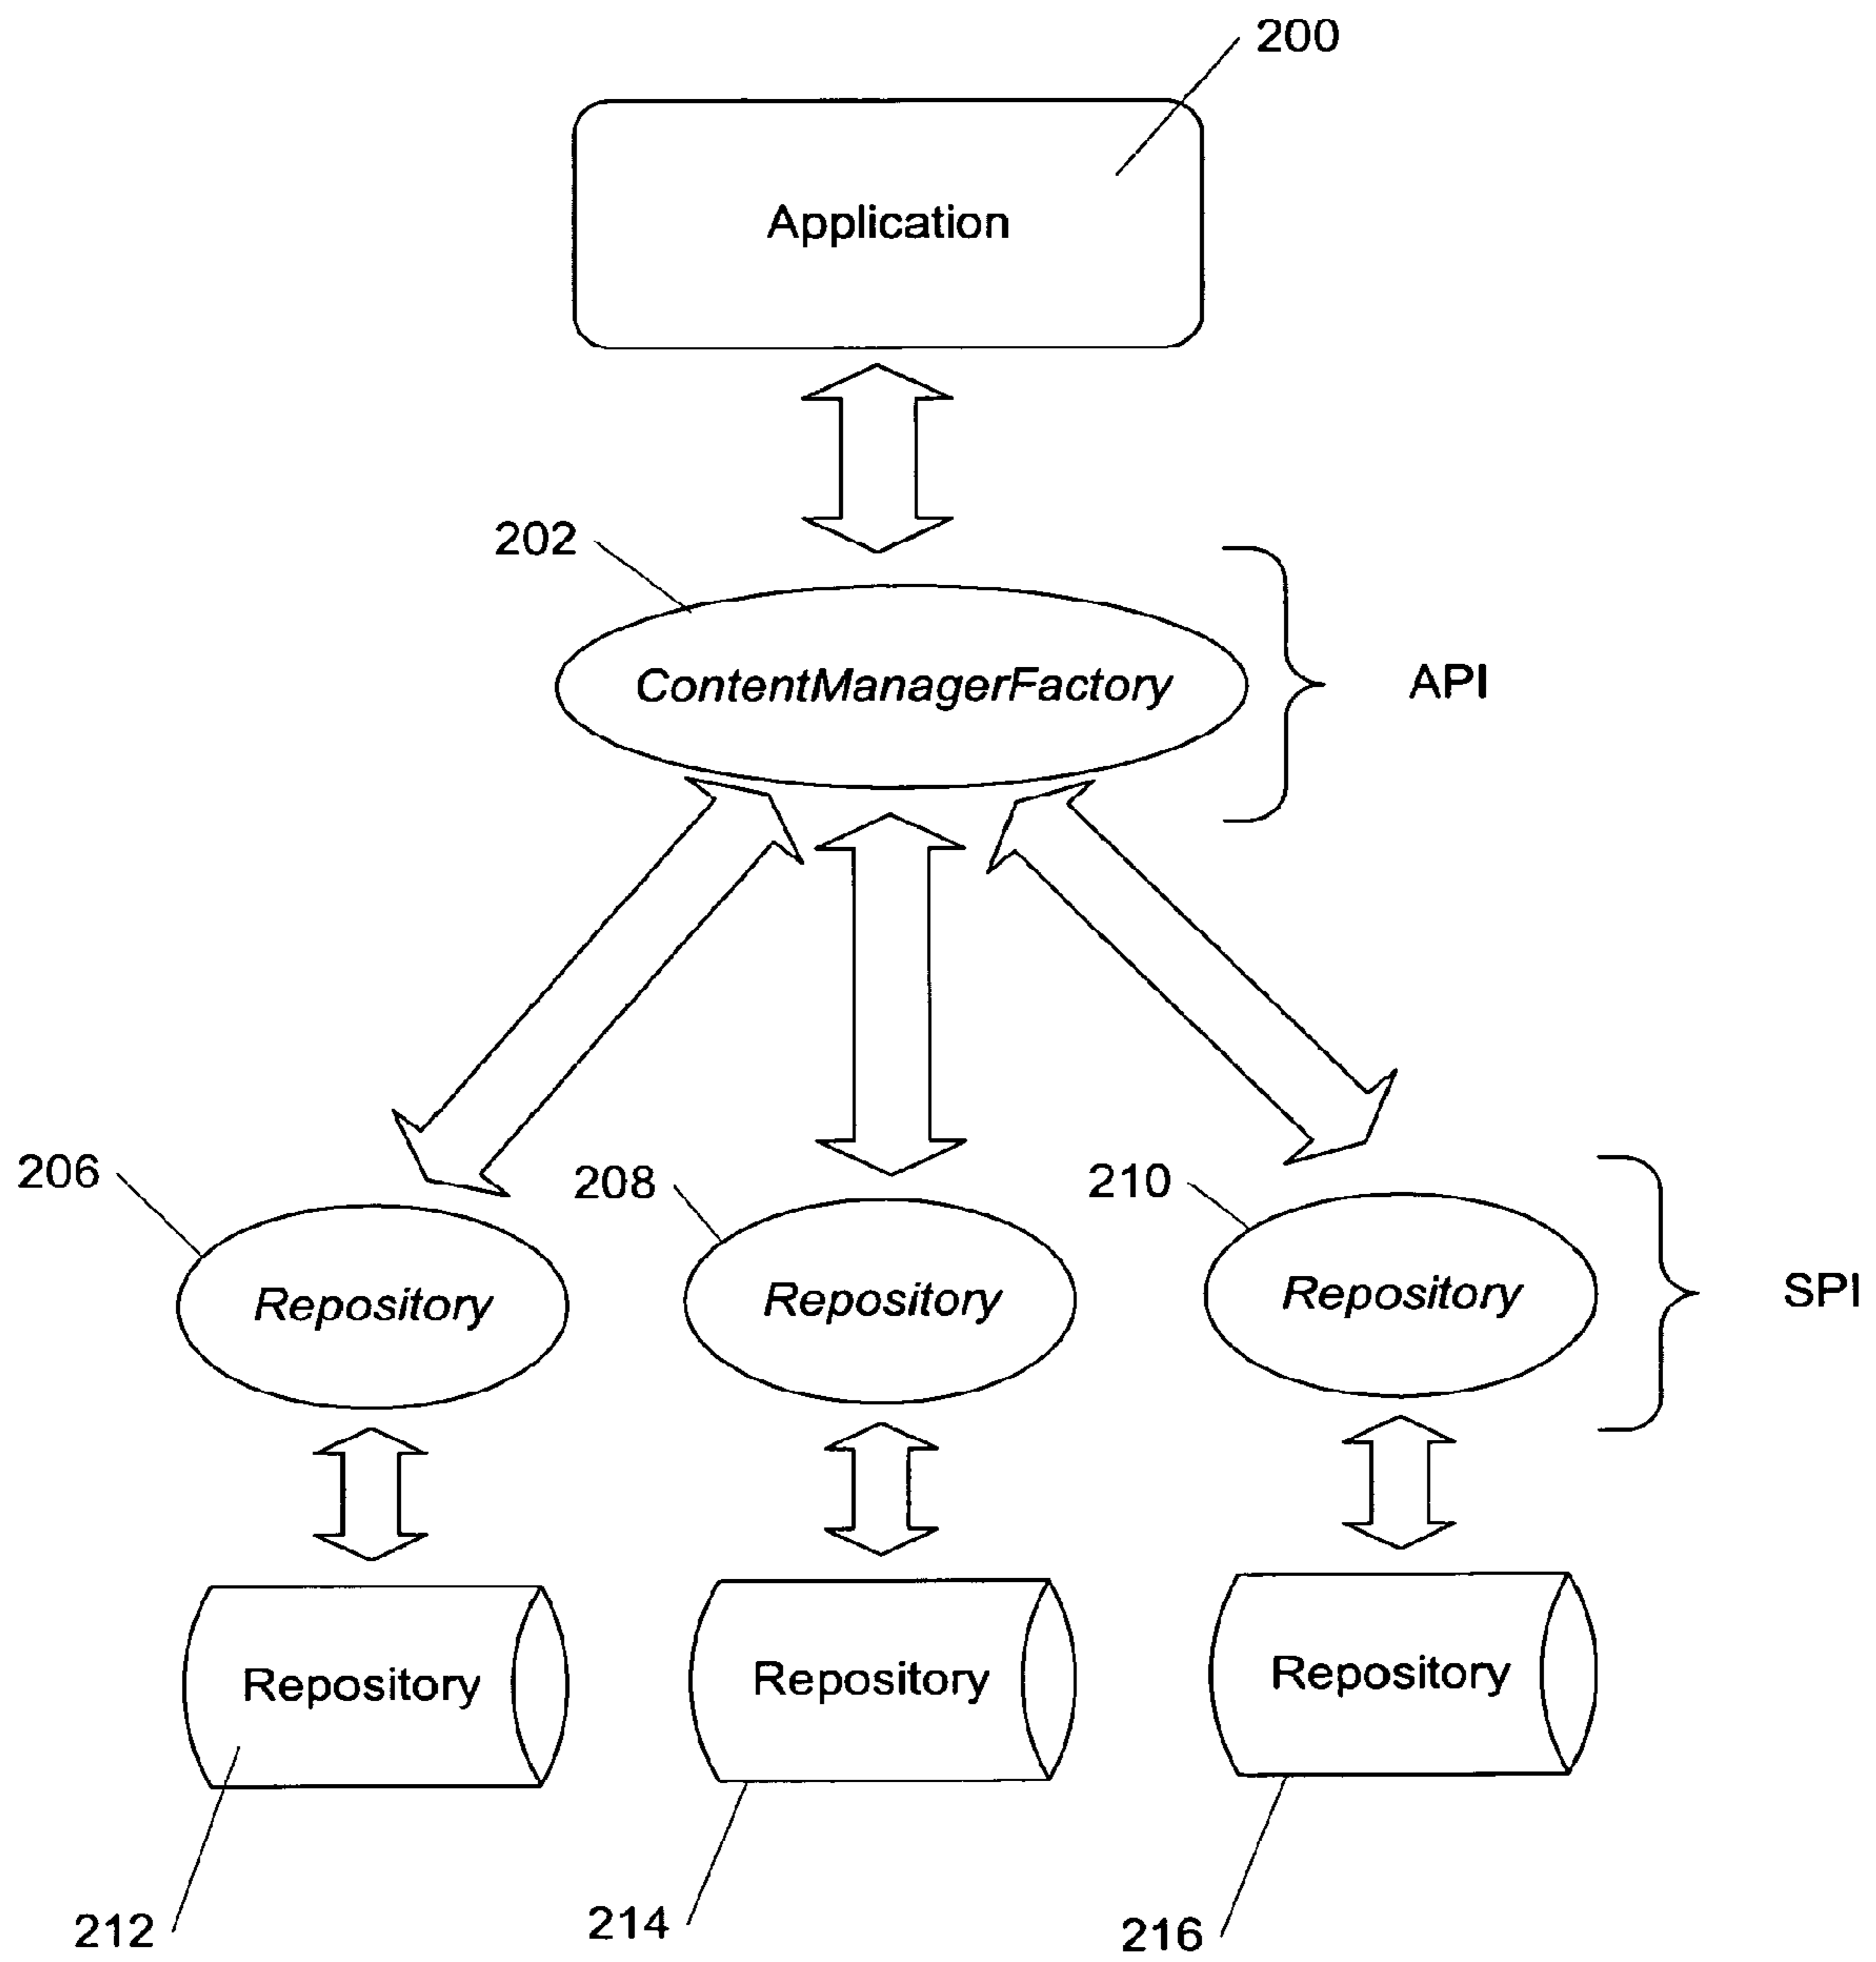 200
Application
202
ContentManagerFactory
API
206
208
210
Repository
Repository
Repository
SPI
Repository
Repository
Repository
212
214
216